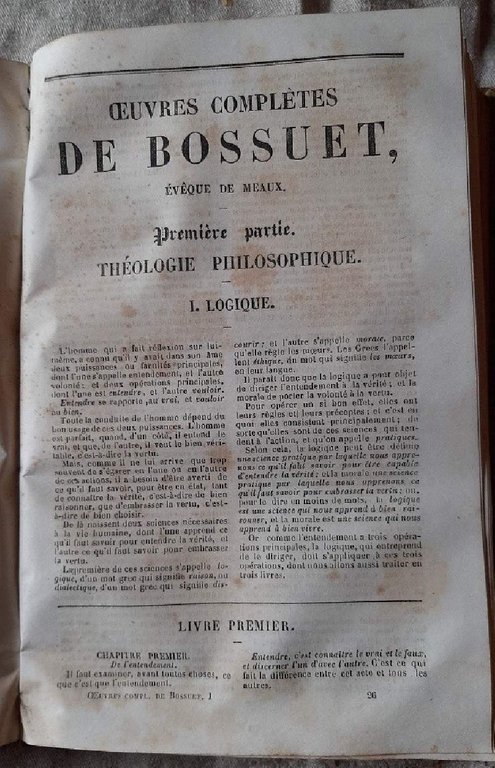 ŒUVRES COMPLÈTES
DE BOSSUET,
ÉVÊQUE DE MEAUX.
Première partie.
THÉOLOGIE PHILOSOPHIQUE.
I. LOGIQUE.
L'homme qui a fait réflexion sur lui-
même, a connu qu'il y avait dans son âme
deux puissances ou facultés principales,
dont l'une s'appelle entendement, et l'autre
volonté: et deux opérations principales,
dont l'une est entendre, et l'autre vouloir.
Entendre se rapporte au vrai, et vouloir
au bien.
Toute la conduite de l'homme dépend du
bon usage de ces deux puissances. L'homme
est parfait, quand, d'un côté, il entend le
vrai, et que, de l'autre, il veut le bien véri-
table, c'est-à-dire la vertu.
Mais, comme il ne lui arrive que trop
souvent de s'égarer en l'une ou en l'autre
de ces actions, il a besoin d'être averti de
ce qu'il faut savoir, pour être en état, tant
de connaître la vérité, c'est-à-dire de bien
raisonner, que d'embrasser la vertu, c'est-
à-dire de bien choisir.
De là naissent deux sciences nécessaires
à la vie humaine, dont l'une apprend ce
qu'il faut savoir pour entendre la vérité, et
l'autre ce qu'il faut savoir pour embrasser
la vertu.
La première de ces sciences s'appelle lo-
gique, d'un mot grec qui signifie raison, ou
dialectique, d'un mot grec qui signifie dis-
courir; et l'autre s'appelle morale, parce
qu'elle règle les mœurs. Les Grecs l'appel-
lent éthique, du mot qui signifie les mœurs,
en leur langue.
Il paraît donc que la logique a pour objet
de diriger l'entendement à la vérité; et la
morale de porter la volonté à la vertu.
Pour opérer un si bon effet, elles ont
leurs règles et leurs préceptes; et c'est en
quoi elles consistent principalement; de
sorte qu'elles sont de ces sciences qui ten-
dent à l'action, et qu'on appelle pratiques.
Selon cela, la logique peut être définie
une science pratique par laquelle nous appre-
nons ce qu'il faut savoir pour être capable
d'entendre la vérité; et la morale une science
pratique par laquelle nous apprenons ce
qu'il faut savoir pour embrasser la vertu; ou,
pour le dire en moins de mots, la logique
est une science qui nous apprend à bien rai-
sonner, et la morale est une science qui nous
apprend à bien vivre.
Or comme l'entendement a trois opéra-
tions principales, la logique, qui entreprend
de le diriger, doit s'appliquer à ces trois
opérations, dont nous allons aussi traiter en
trois livres.
LIVRE PREMIER.
CHAPITRE PREMIER.
De l'entendement.
Il faut examiner, avant toutes choses, ce
que c'est que l'entendement.
Entendre, c'est connaître le vrai et le faux,
et discerner l'un d'avec l'autre. C'est ce qui
fait la différence entre cet acte et tous les
autres.
ŒUVRES COMPL. DE BOSSUET, I
26